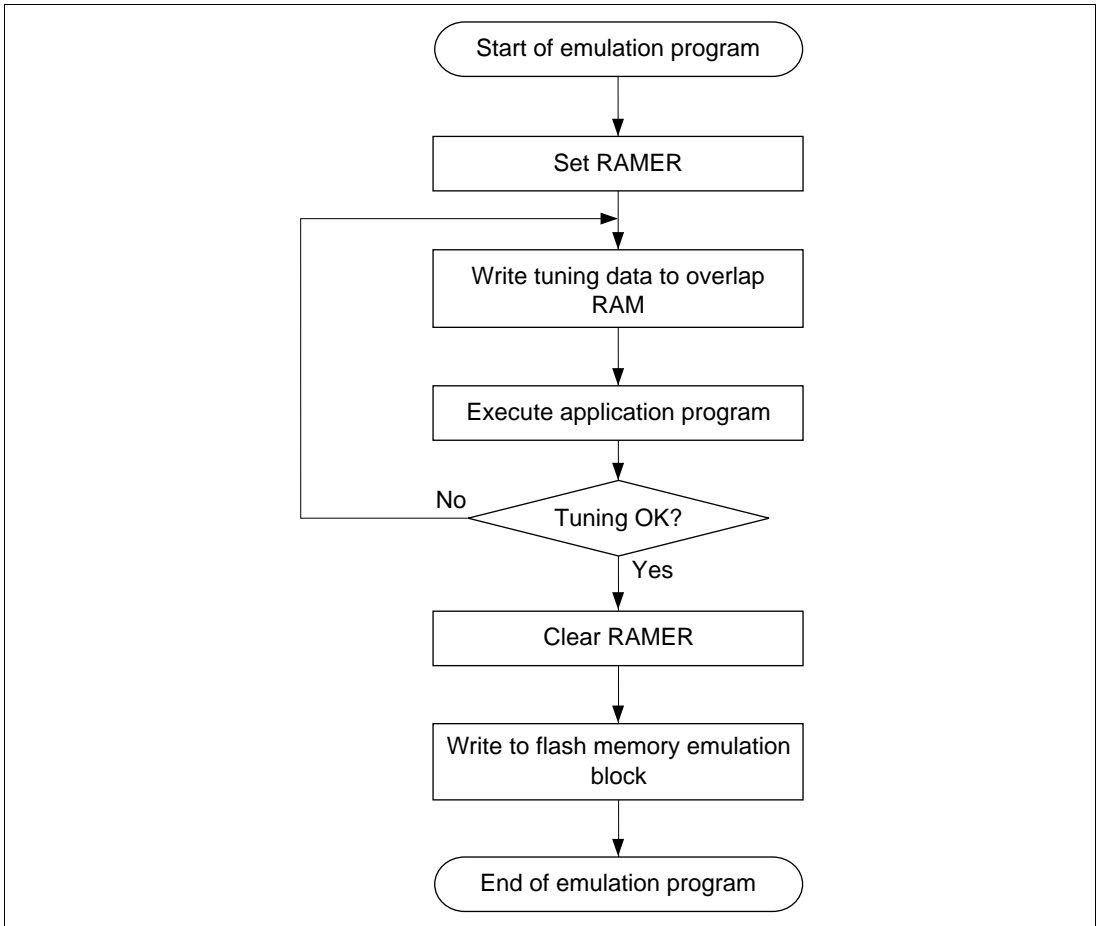 Start of emulation program
Set RAMER
Write tuning data to overlap
RAM
Execute application program
No
Tuning OK?
Yes
Clear RAMER
Write to flash memory emulation
block
End of emulation program